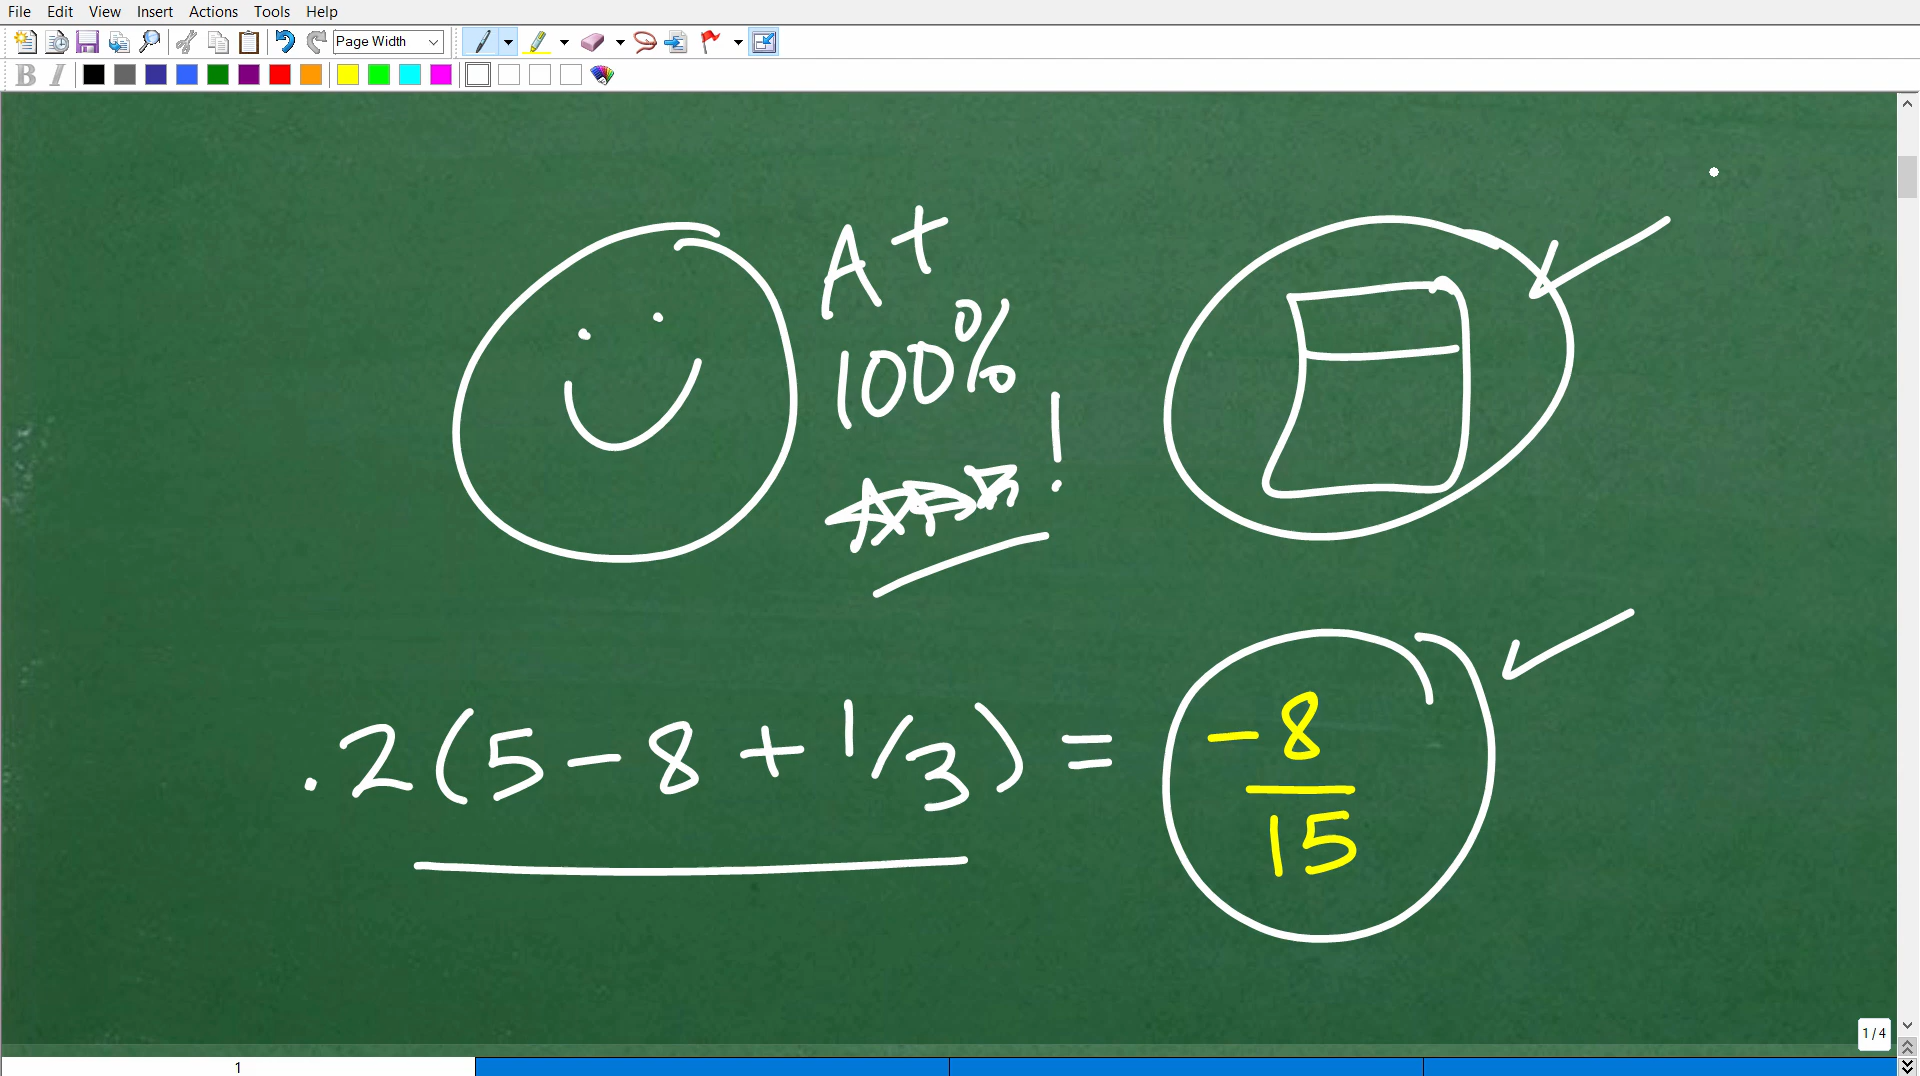 File Edit View Insert Actions Tools Help
Page Width
B I
A+
100%
!
.2(5-8+1/3)=
-8
15
1/4
1